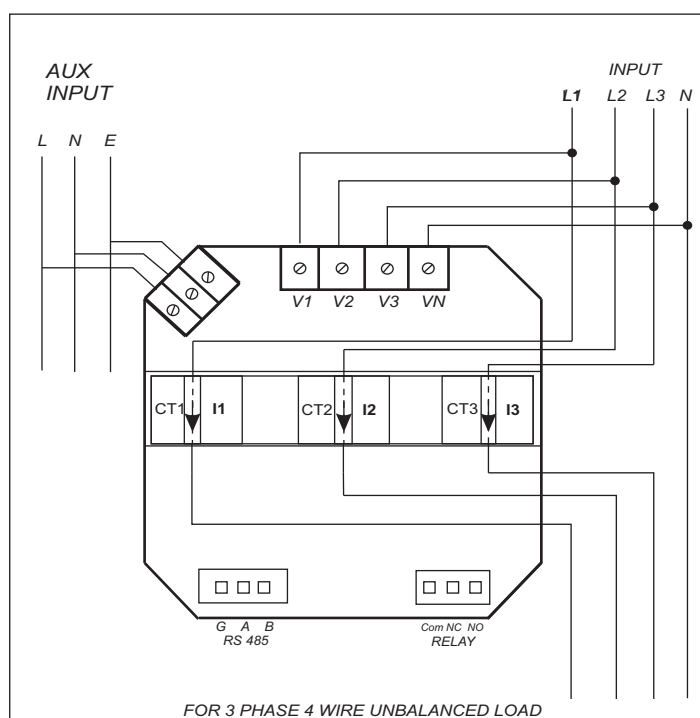 AUX
INPUT
L N E
INPUT
L1 L2 L3 N
V1 V2 V3 VN
CT1 I1 CT2 I2 CT3 I3
G A B
RS 485
Com NC NO
RELAY
FOR 3 PHASE 4 WIRE UNBALANCED LOAD